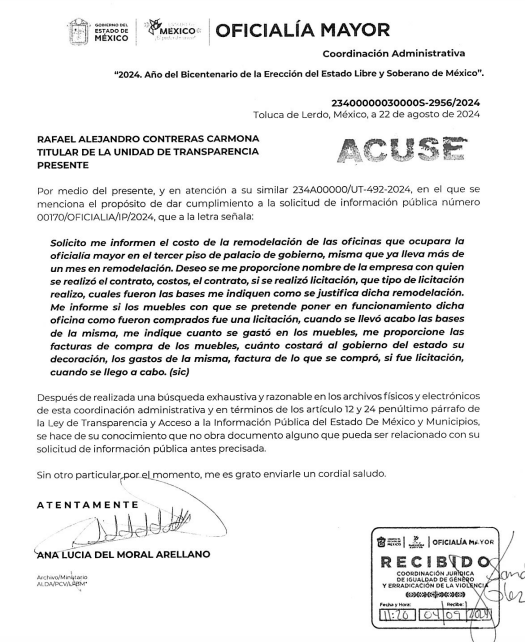 GOBIERNO DEL
ESTADO DE
MÉXICO
¡El poder de servir!
MÉXICO
OFICIALÍA MAYOR
Coordinación Administrativa
"2024. Año del Bicentenario de la Erección del Estado Libre y Soberano de México".
23400000030000S-2956/2024
Toluca de Lerdo, México, a 22 de agosto de 2024
RAFAEL ALEJANDRO CONTRERAS CARMONA
TITULAR DE LA UNIDAD DE TRANSPARENCIA
PRESENTE
ACUSE
Por medio del presente, y en atención a su similar 234A00000/UT-492-2024, en el que se
menciona el propósito de dar cumplimiento a la solicitud de información pública número
00170/OFICIALIA/IP/2024, que a la letra señala:
Solicito me informen el costo de la remodelación de las oficinas que ocupara la
oficialía mayor en el tercer piso de palacio de gobierno, misma que ya lleva más
de un mes en remodelación. Deseo se me proporcione nombre de la empresa con quien
se realizó el contrato, costos, el contrato, si se realizó licitación, que tipo de licitación
realizo, cuales fueron las bases me indiquen como se justifica dicha remodelación.
Me informe si los muebles con que se pretende poner en funcionamiento dicha
oficina como fueron comprados fue una licitación, cuando se llevó acabo las bases
de la misma, me indique cuanto se gastó en los muebles, me proporcione las
facturas de compra de los muebles, cuánto costará al gobierno del estado su
decoración, los gastos de la misma, factura de lo que se compró, si fue licitación,
cuando se llego a cabo. (sic)
Después de realizada una búsqueda exhaustiva y razonable en los archivos físicos y electrónicos
de esta coordinación administrativa y en términos de los artículo 12 y 24 penúltimo párrafo de
la Ley de Transparencia y Acceso a la Información Pública del Estado De México y Municipios,
se hace de su conocimiento que no obra documento alguno que pueda ser relacionado con su
solicitud de información pública antes precisada.
Sin otro particular por el momento, me es grato enviarle un cordial saludo.
ATENTAMENTE
ANA LUCIA DEL MORAL ARELLANO
Archivo/Minutario
OFICIALÍA MAYOR
RECIBIDO
COORDINACIÓN JURÍDICA
DE IGUALDAD DE GÉNERO
Y ERRADICACIÓN DE LA VIOLENCIA
Fecha y Hora: Recibe:
11:26 04 09 2024